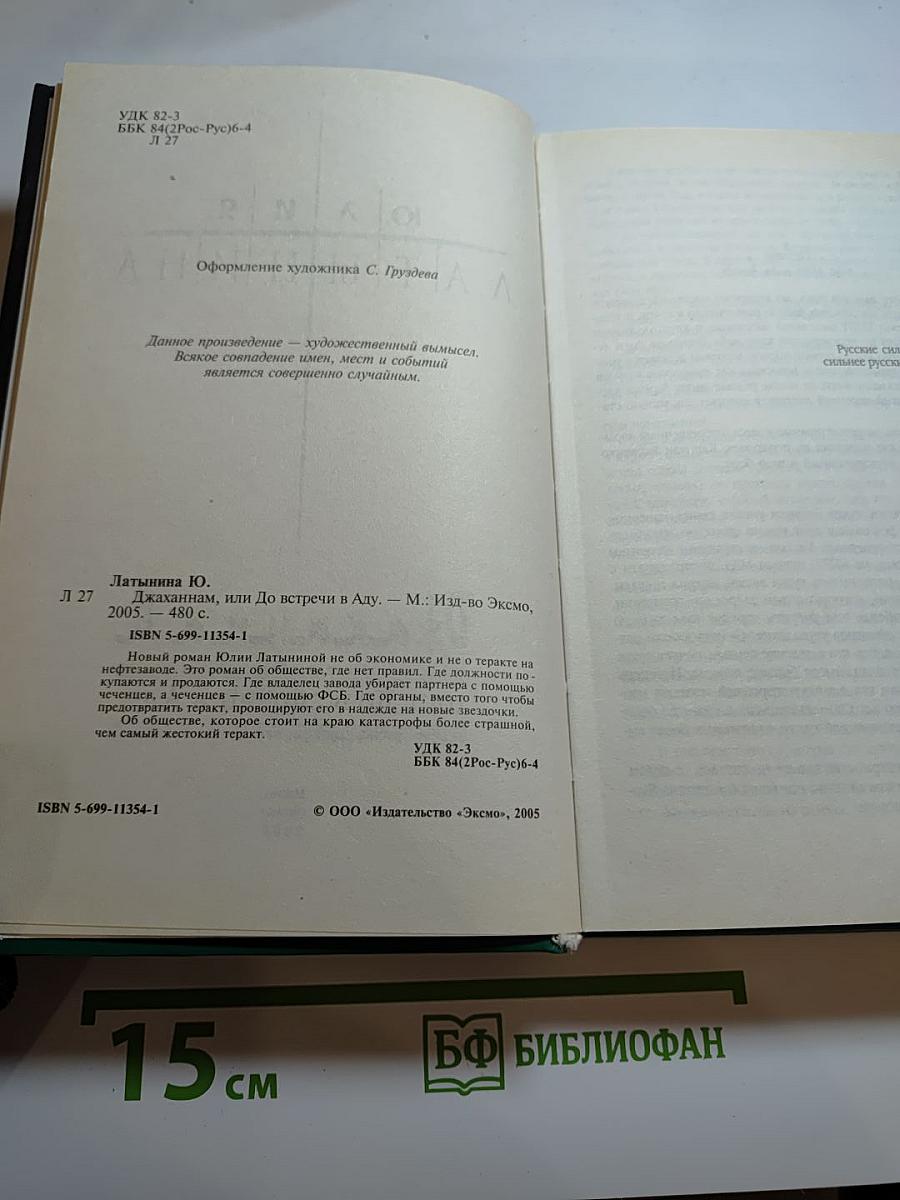 УДК 82-3
ББК 84(2Рос-Рус)6-4
Л 27
Оформление художника С. Груздева
Данное произведение — художественный вымысел.
Всякое совпадение имен, мест и событий
является совершенно случайным.
Латынина Ю.
Л 27 Джаханнам, или До встречи в Аду. — М.: Изд-во Эксмо,
2005. — 480 с.
ISBN 5-699-11354-1
Новый роман Юлии Латыниной не об экономике и не о теракте на
нефтезаводе. Это роман об обществе, где нет правил. Где должности по-
купаются и продаются. Где владелец завода убирает партнера с помощью
чеченцев, а чеченцев — с помощью ФСБ. Где органы, вместо того чтобы
предотвратить теракт, провоцируют его в надежде на новые звездочки.
Об обществе, которое стоит на краю катастрофы более страшной,
чем самый жестокий теракт.
УДК 82-3
ББК 84(2Рос-Рус)6-4
ISBN 5-699-11354-1
© ООО «Издательство «Эксмо», 2005
Русские сил
сильнее русски
15 см
БФ БИБЛИОФАН